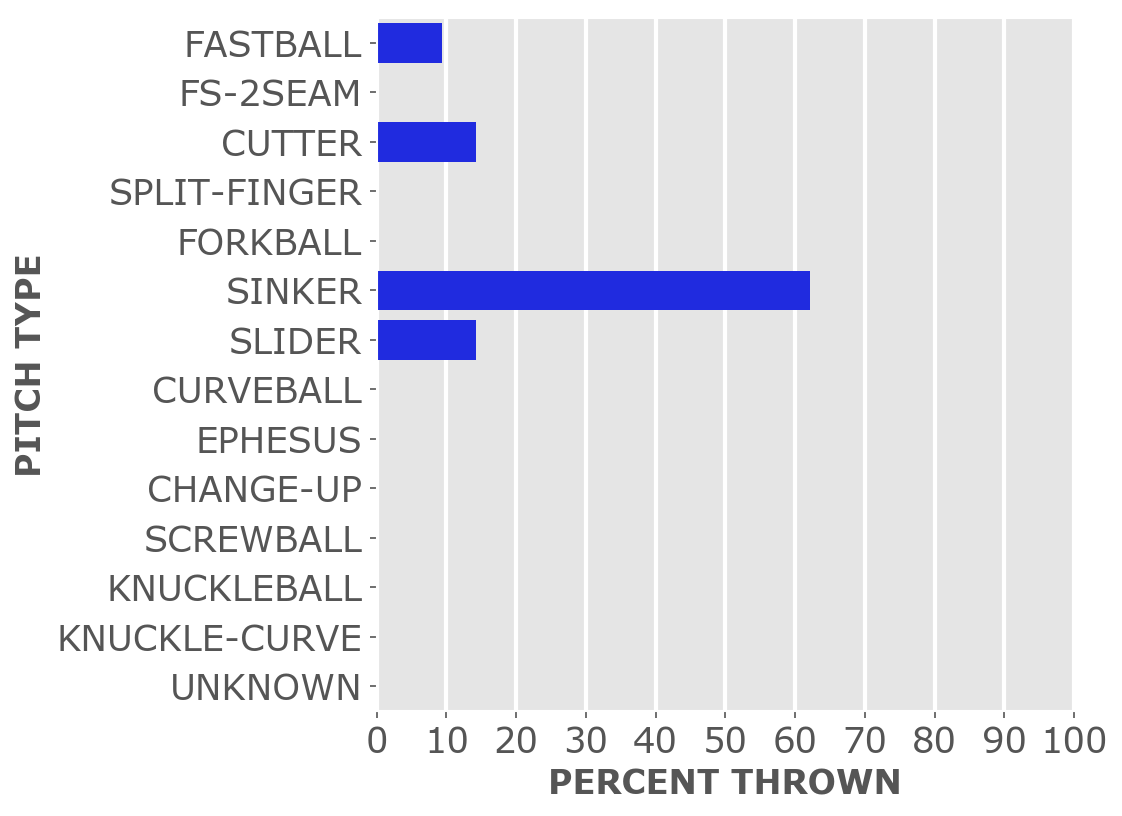 PITCH TYPE
FASTBALL
FS-2SEAM
CUTTER
SPLIT-FINGER
FORKBALL
SINKER
SLIDER
CURVEBALL
EPHESUS
CHANGE-UP
SCREWBALL
KNUCKLEBALL
KNUCKLE-CURVE
UNKNOWN
0 10 20 30 40 50 60 70 80 90 100
PERCENT THROWN